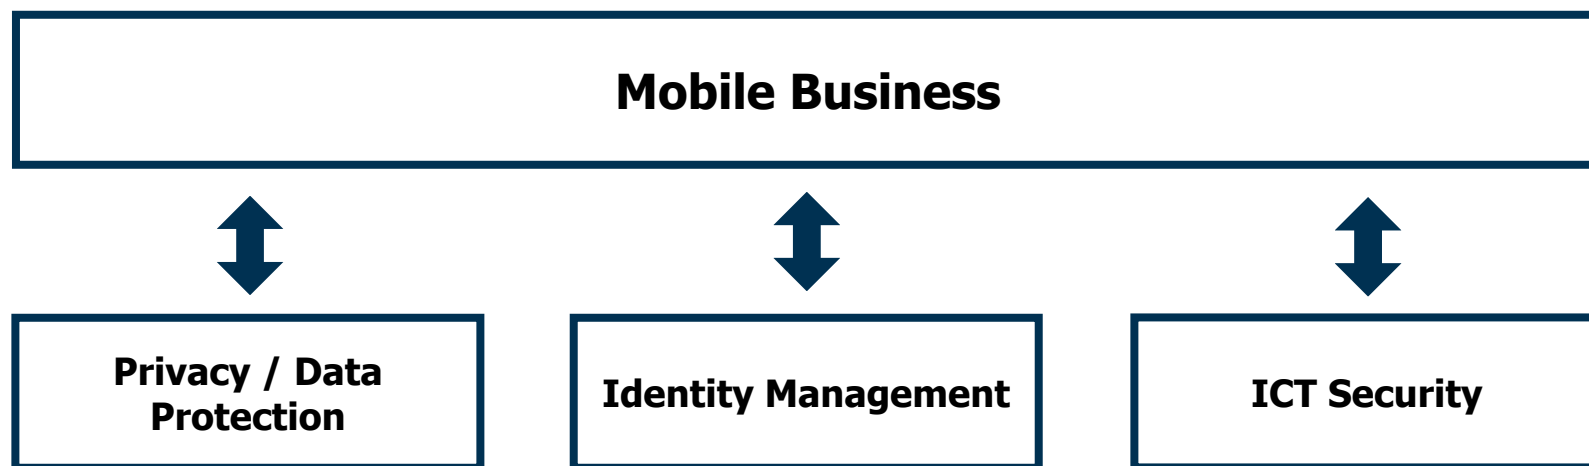 Mobile Business
Privacy / Data
Protection
Identity Management
ICT Security